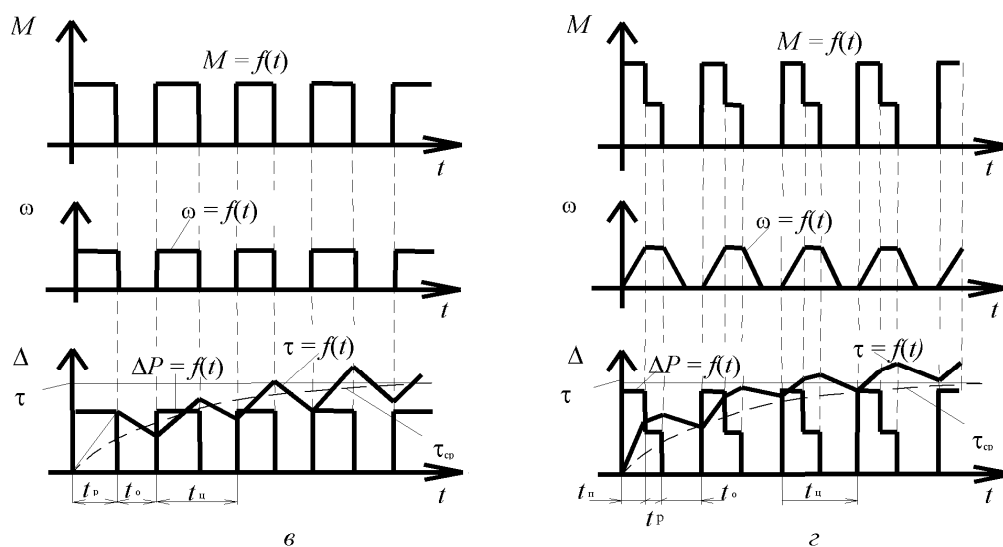 M
M = f(t)
t
ω
ω = f(t)
t
Δ
τ
ΔP = f(t)
τ = f(t)
τср
tр
tо
tц
t
в
M
M = f(t)
t
ω
ω = f(t)
t
Δ
τ
ΔP = f(t)
τ = f(t)
τср
tп
tр
tо
tц
t
г